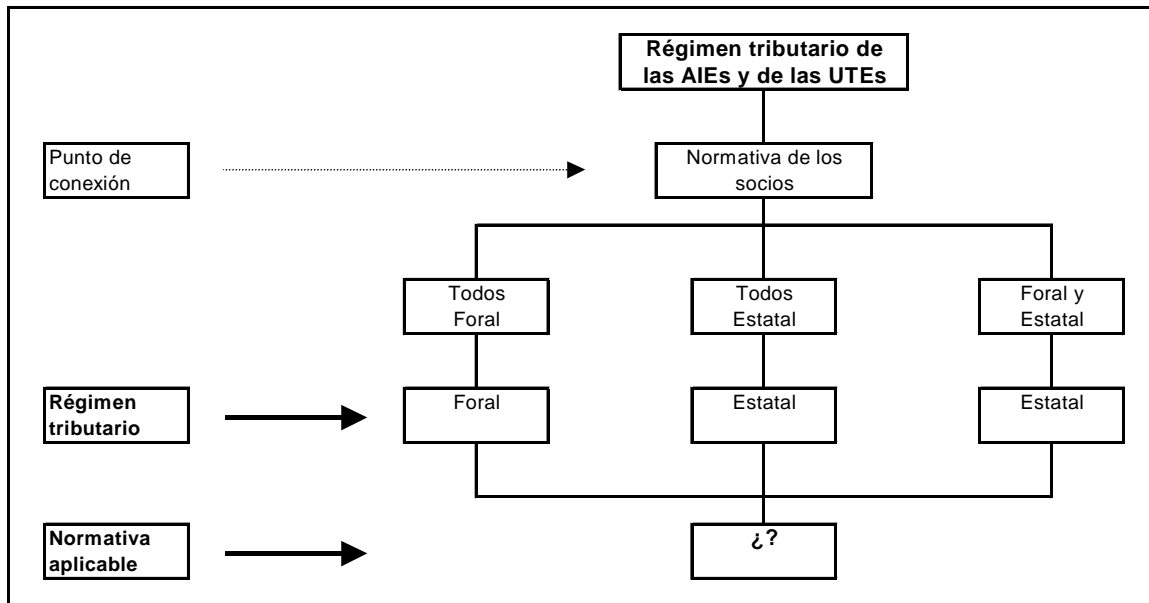 Régimen tributario de
las AIEs y de las UTEs
Punto de
conexión
Normativa de los
socios
Todos
Foral
Todos
Estatal
Foral y
Estatal
Régimen
tributario
Foral
Estatal
Estatal
Normativa
aplicable
¿?